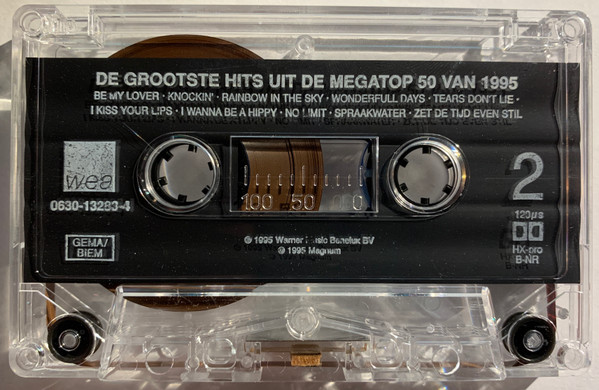 DE GROOTSTE HITS UIT DE MEGATOP 50 VAN 1995
BE MY LOVER · KNOCKIN' · RAINBOW IN THE SKY · WONDERFULL DAYS · TEARS DON'T LIE ·
I KISS YOUR LIPS · I WANNA BE A HIPPY · NO LIMIT · SPRAAKWATER · ZET DE TIJD EVEN STIL
wea
0630-13283-4
GEMA/
BIEM
100 50 0
2
120µs
HX-pro
B-NR
℗ 1995 Warner Music Benelux BV
© 1995 Magnum